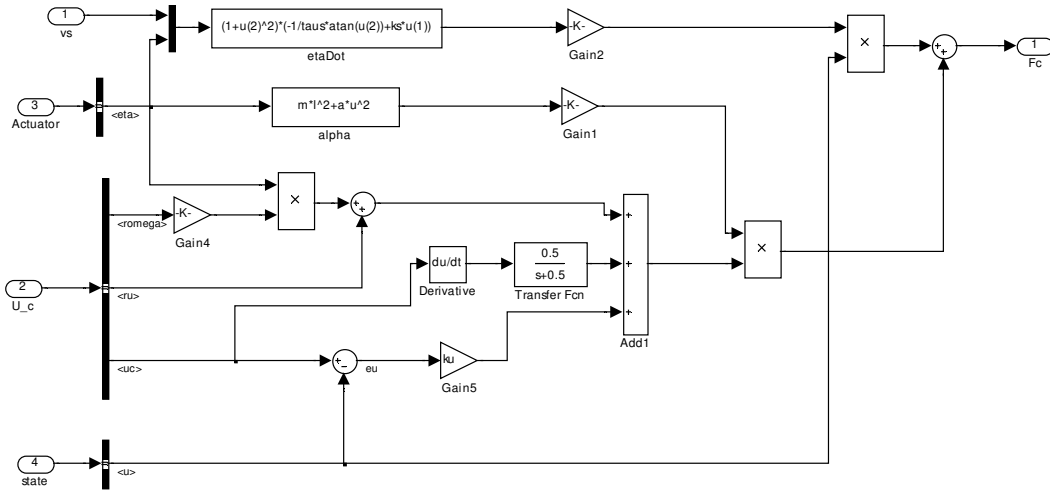 1
vs
(1+u(2)^2)*(-1/taus*atan(u(2))+ks*u(1))
etaDot
-K-
Gain2
×
+
+
1
Fc
3
Actuator
<eta>
m*l^2+a*u^2
alpha
-K-
Gain1
<romega>
-K-
Gain4
×
+
+
+
+
+
Add1
×
du/dt
Derivative
0.5
s+0.5
Transfer Fcn
2
U_c
<ru>
<uc>
+
−
eu
ku
Gain5
4
state
<u>